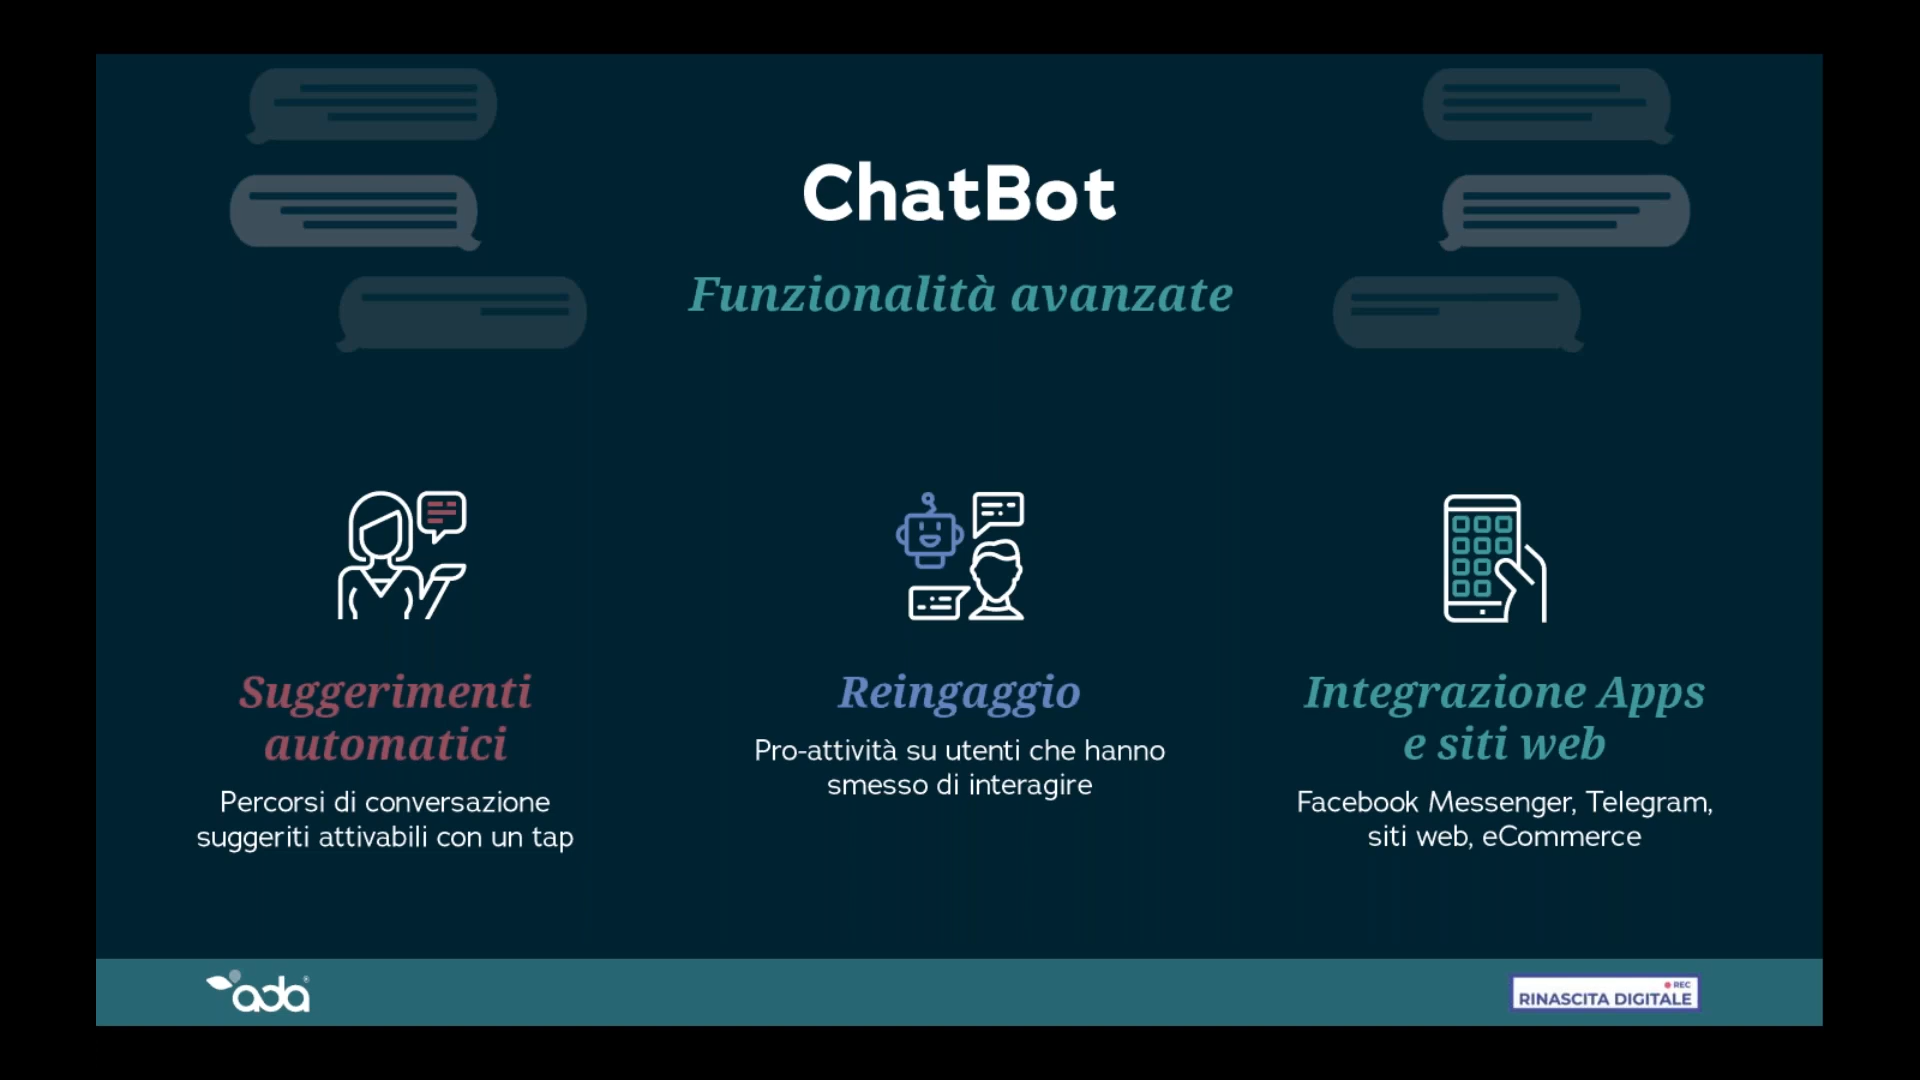 ChatBot
Funzionalità avanzate
Suggerimenti
automatici
Percorsi di conversazione
suggeriti attivabili con un tap
Reingaggio
Pro-attività su utenti che hanno
smesso di interagire
Integrazione Apps
e siti web
Facebook Messenger, Telegram,
siti web, eCommerce
ada
REC
RINASCITA DIGITALE